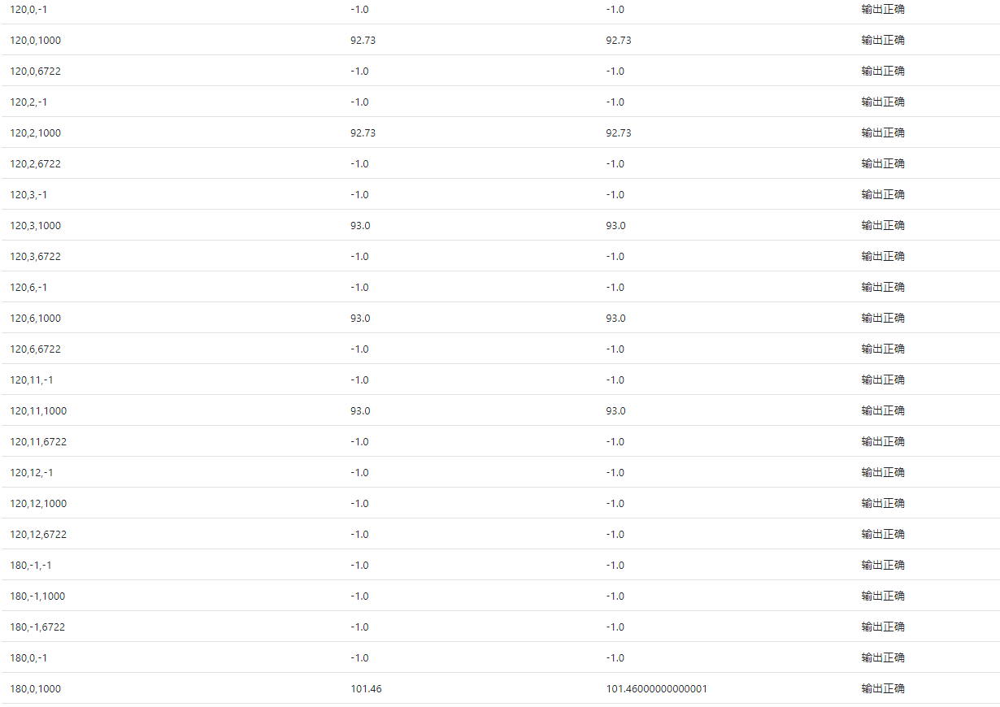 120,0,-1 -1.0 -1.0 输出正确
120,0,1000 92.73 92.73 输出正确
120,0,6722 -1.0 -1.0 输出正确
120,2,-1 -1.0 -1.0 输出正确
120,2,1000 92.73 92.73 输出正确
120,2,6722 -1.0 -1.0 输出正确
120,3,-1 -1.0 -1.0 输出正确
120,3,1000 93.0 93.0 输出正确
120,3,6722 -1.0 -1.0 输出正确
120,6,-1 -1.0 -1.0 输出正确
120,6,1000 93.0 93.0 输出正确
120,6,6722 -1.0 -1.0 输出正确
120,11,-1 -1.0 -1.0 输出正确
120,11,1000 93.0 93.0 输出正确
120,11,6722 -1.0 -1.0 输出正确
120,12,-1 -1.0 -1.0 输出正确
120,12,1000 -1.0 -1.0 输出正确
120,12,6722 -1.0 -1.0 输出正确
180,-1,-1 -1.0 -1.0 输出正确
180,-1,1000 -1.0 -1.0 输出正确
180,-1,6722 -1.0 -1.0 输出正确
180,0,-1 -1.0 -1.0 输出正确
180,0,1000 101.46 101.46000000000001 输出正确